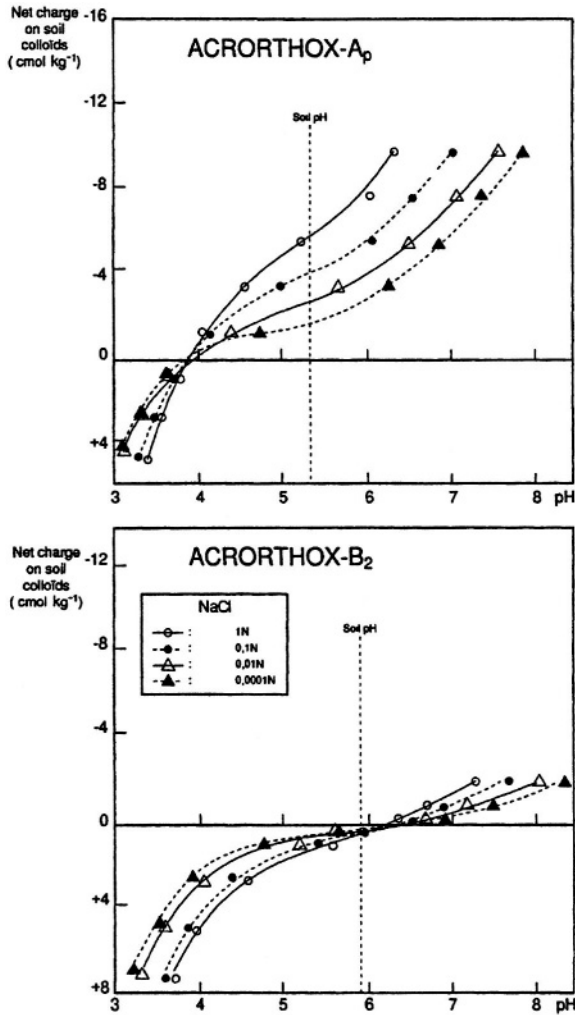 Net charge
on soil
colloïds
( cmol kg⁻¹)
-16
-12
-8
-4
0
+4
ACRORTHOX-Aₚ
Soil pH
3 4 5 6 7 8 pH
Net charge
on soil
colloïds
( cmol kg⁻¹)
-12
-8
-4
0
+4
+8
ACRORTHOX-B₂
NaCl
: 1N
: 0,1N
: 0,01N
: 0,0001N
Soil pH
3 4 5 6 7 8 pH